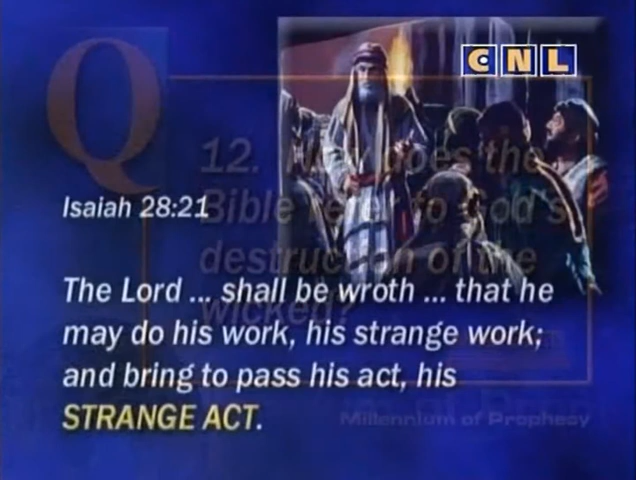 CNL
Q
12. How does the
Bible refer to God's
destruction of the
wicked?
Isaiah 28:21
The Lord ... shall be wroth ... that he
may do his work, his strange work;
and bring to pass his act, his
STRANGE ACT.
Millennium of Prophecy